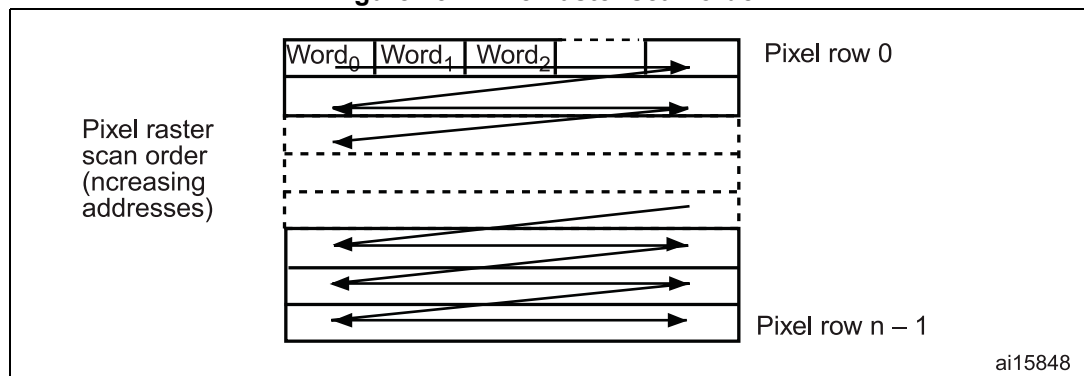 Word0 Word1 Word2
Pixel row 0
Pixel raster
scan order
(ncreasing
addresses)
Pixel row n – 1
ai15848